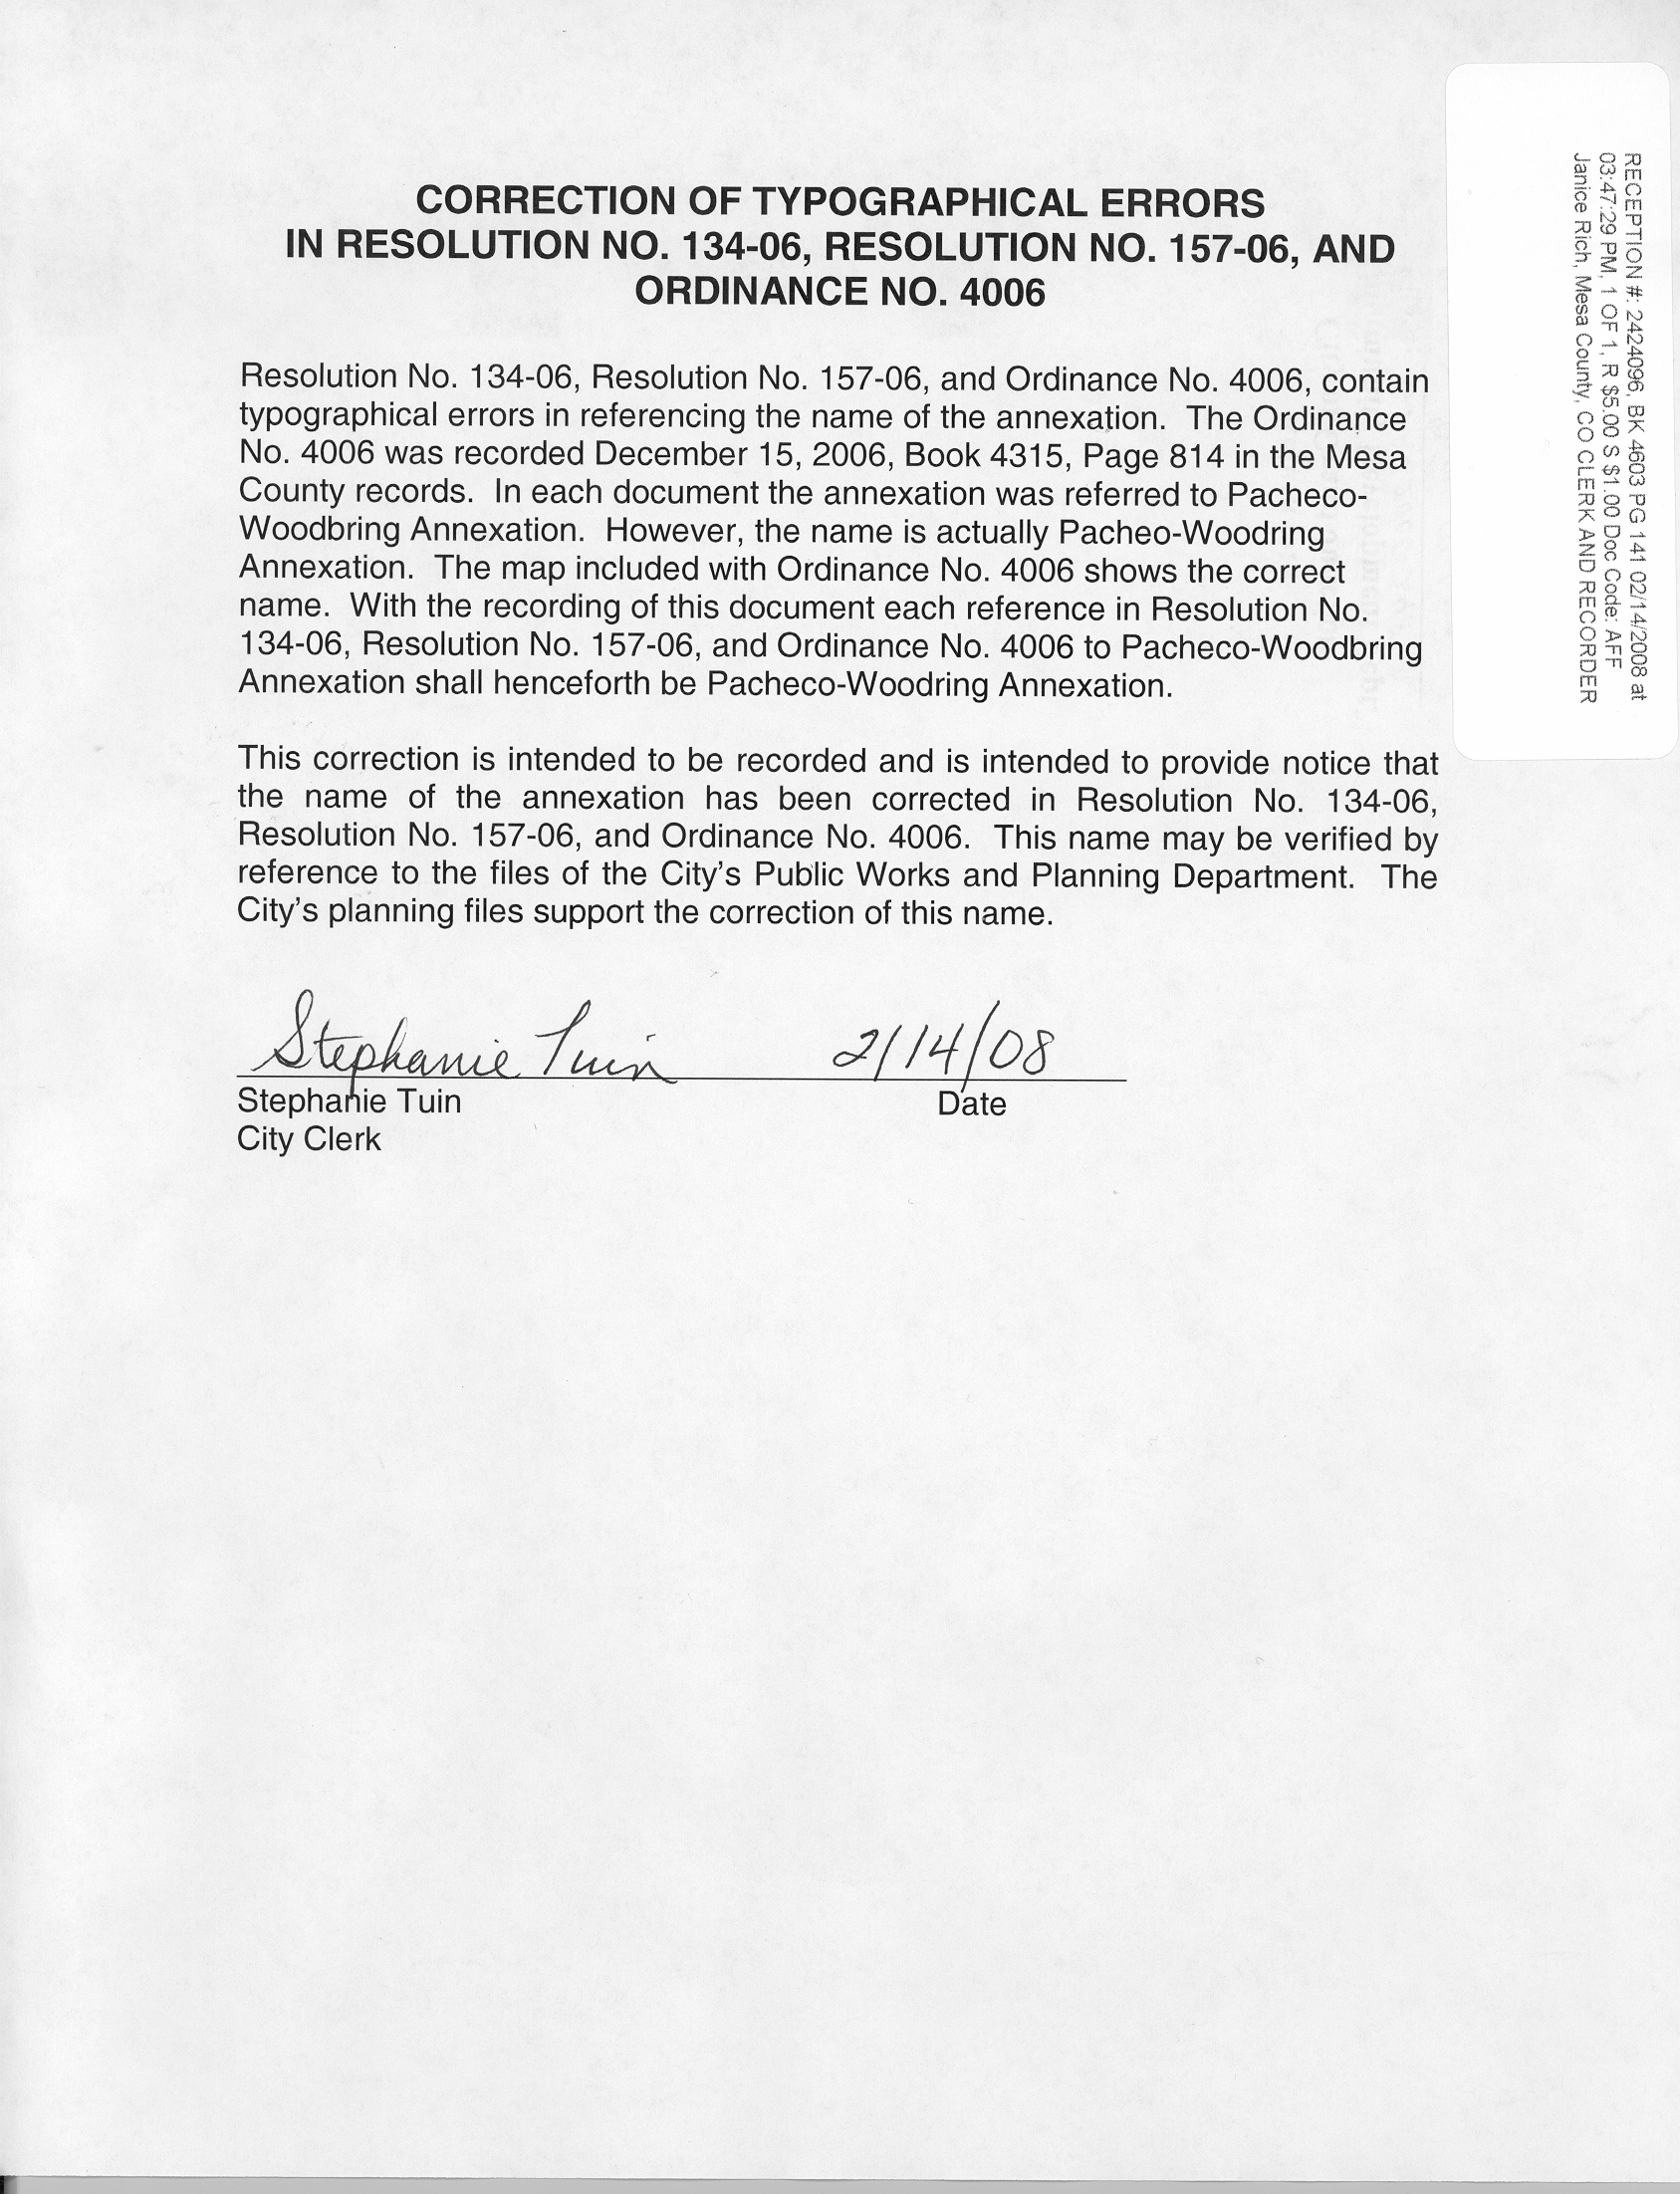 CORRECTION OF TYPOGRAPHICAL ERRORS
IN RESOLUTION NO. 134-06, RESOLUTION NO. 157-06, AND
ORDINANCE NO. 4006
Resolution No. 134-06, Resolution No. 157-06, and Ordinance No. 4006, contain
typographical errors in referencing the name of the annexation. The Ordinance
No. 4006 was recorded December 15, 2006, Book 4315, Page 814 in the Mesa
County records. In each document the annexation was referred to Pacheco-
Woodbring Annexation. However, the name is actually Pacheo-Woodring
Annexation. The map included with Ordinance No. 4006 shows the correct
name. With the recording of this document each reference in Resolution No.
134-06, Resolution No. 157-06, and Ordinance No. 4006 to Pacheco-Woodbring
Annexation shall henceforth be Pacheco-Woodring Annexation.
This correction is intended to be recorded and is intended to provide notice that
the name of the annexation has been corrected in Resolution No. 134-06,
Resolution No. 157-06, and Ordinance No. 4006. This name may be verified by
reference to the files of the City's Public Works and Planning Department. The
City's planning files support the correction of this name.
Stephanie Tuin 2/14/08
Stephanie Tuin Date
City Clerk
RECEPTION #: 2424096, BK 4603 PG 141 02/14/2008 at
03:47:29 PM, 1 OF 1, R $5.00 S $1.00 Doc Code: AFF
Janice Rich, Mesa County, CO CLERK AND RECORDER